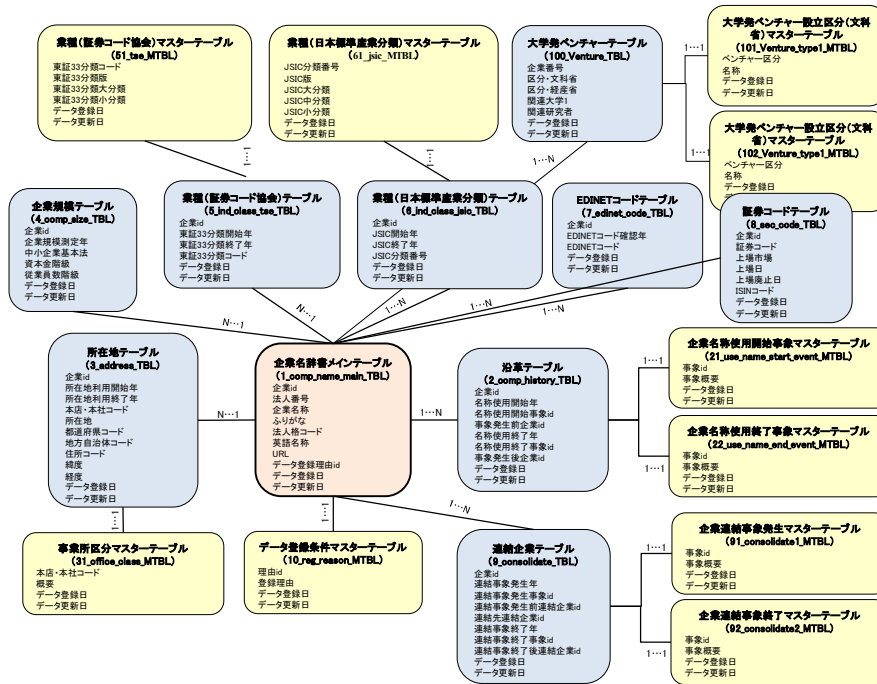 業種(証券コード協会)マスターテーブル
(51_tse_MTBL)
東証33分類コード
東証33分類版
東証33分類大分類
東証33分類小分類
データ登録日
データ更新日
業種(日本標準産業分類)マスターテーブル
(61_jsic_MTBL)
JSIC分類番号
JSIC版
JSIC大分類
JSIC中分類
JSIC小分類
データ登録日
データ更新日
大学発ベンチャーテーブル
(100_Venture_TBL)
企業番号
区分・文科省
区分・経産省
関連大学1
関連研究者
データ登録日
データ更新日
大学発ベンチャー設立区分(文科
省)マスターテーブル
(101_Venture_type1_MTBL)
ベンチャー区分
名称
データ登録日
データ更新日
大学発ベンチャー設立区分(文科
省)マスターテーブル
(102_Venture_type1_MTBL)
ベンチャー区分
名称
データ登録日
1…1
1…1
1…1
1…1
1…N
企業規模テーブル
(4_comp_size_TBL)
企業id
企業規模測定年
中小企業基本法
資本金階級
従業員数階級
データ登録日
データ更新日
業種(証券コード協会)テーブル
(5_ind_class_tse_TBL)
企業id
東証33分類開始年
東証33分類終了年
東証33分類コード
データ登録日
データ更新日
業種(日本標準産業分類)テーブル
(6_ind_class_jsic_TBL)
企業id
JSIC開始年
JSIC終了年
JSIC分類番号
データ登録日
データ更新日
EDINETコードテーブル
(7_edinet_code_TBL)
企業id
EDINETコード確認年
EDINETコード
データ登録日
データ更新日
証券コードテーブル
(8_sec_code_TBL)
企業id
証券コード
上場市場
上場日
上場廃止日
ISINコード
データ登録日
データ更新日
N…1
N…1
1…N
1…N
所在地テーブル
(3_address_TBL)
企業id
所在地利用開始年
所在地利用終了年
本店・本社コード
所在地
都道府県コード
地方自治体コード
住所コード
緯度
経度
データ登録日
データ更新日
N…1
企業名辞書メインテーブル
(1_comp_name_main_TBL)
企業id
法人番号
企業名称
ふりがな
法人格コード
英語名称
URL
データ登録理由id
データ登録日
データ更新日
1…N
沿革テーブル
(2_comp_history_TBL)
企業id
名称使用開始年
名称使用開始事象id
事象発生前企業id
名称使用終了年
名称使用終了事象id
事象発生後企業id
データ登録日
データ更新日
1…1
1…1
企業名称使用開始事象マスターテーブル
(21_use_name_start_event_MTBL)
事象id
事象概要
データ登録日
データ更新日
企業名称使用終了事象マスターテーブル
(22_use_name_end_event_MTBL)
事象id
事象概要
データ登録日
データ更新日
1…1
1…1
1…N
事業所区分マスターテーブル
(31_office_class_MTBL)
本店・本社コード
概要
データ登録日
データ更新日
データ登録条件マスターテーブル
(10_reg_reason_MTBL)
理由id
登録理由
データ登録日
データ更新日
連結企業テーブル
(9_consolidate_TBL)
企業id
連結事象発生年
連結事象発生事象id
連結事象発生前連結企業id
連結先連結企業id
連結事象終了年
連結事象終了事象id
連結事象終了後連結企業id
データ登録日
データ更新日
1…1
1…1
企業連結事象発生マスターテーブル
(91_consolidate1_MTBL)
事象id
事象概要
データ登録日
データ更新日
企業連結事象終了マスターテーブル
(92_consolidate2_MTBL)
事象id
事象概要
データ登録日
データ更新日